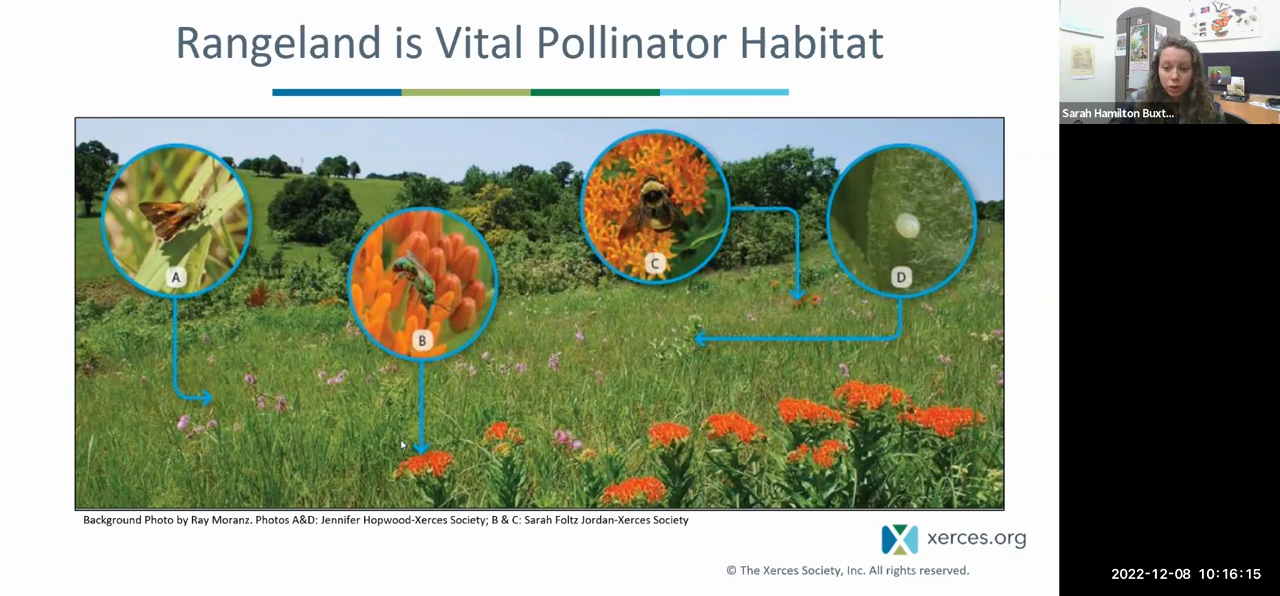 Rangeland is Vital Pollinator Habitat
Sarah Hamilton Buxt...
A
B
C
D
Background Photo by Ray Moranz. Photos A&D: Jennifer Hopwood-Xerces Society; B & C: Sarah Foltz Jordan-Xerces Society
xerces.org
© The Xerces Society, Inc. All rights reserved.
2022-12-08 10:16:15